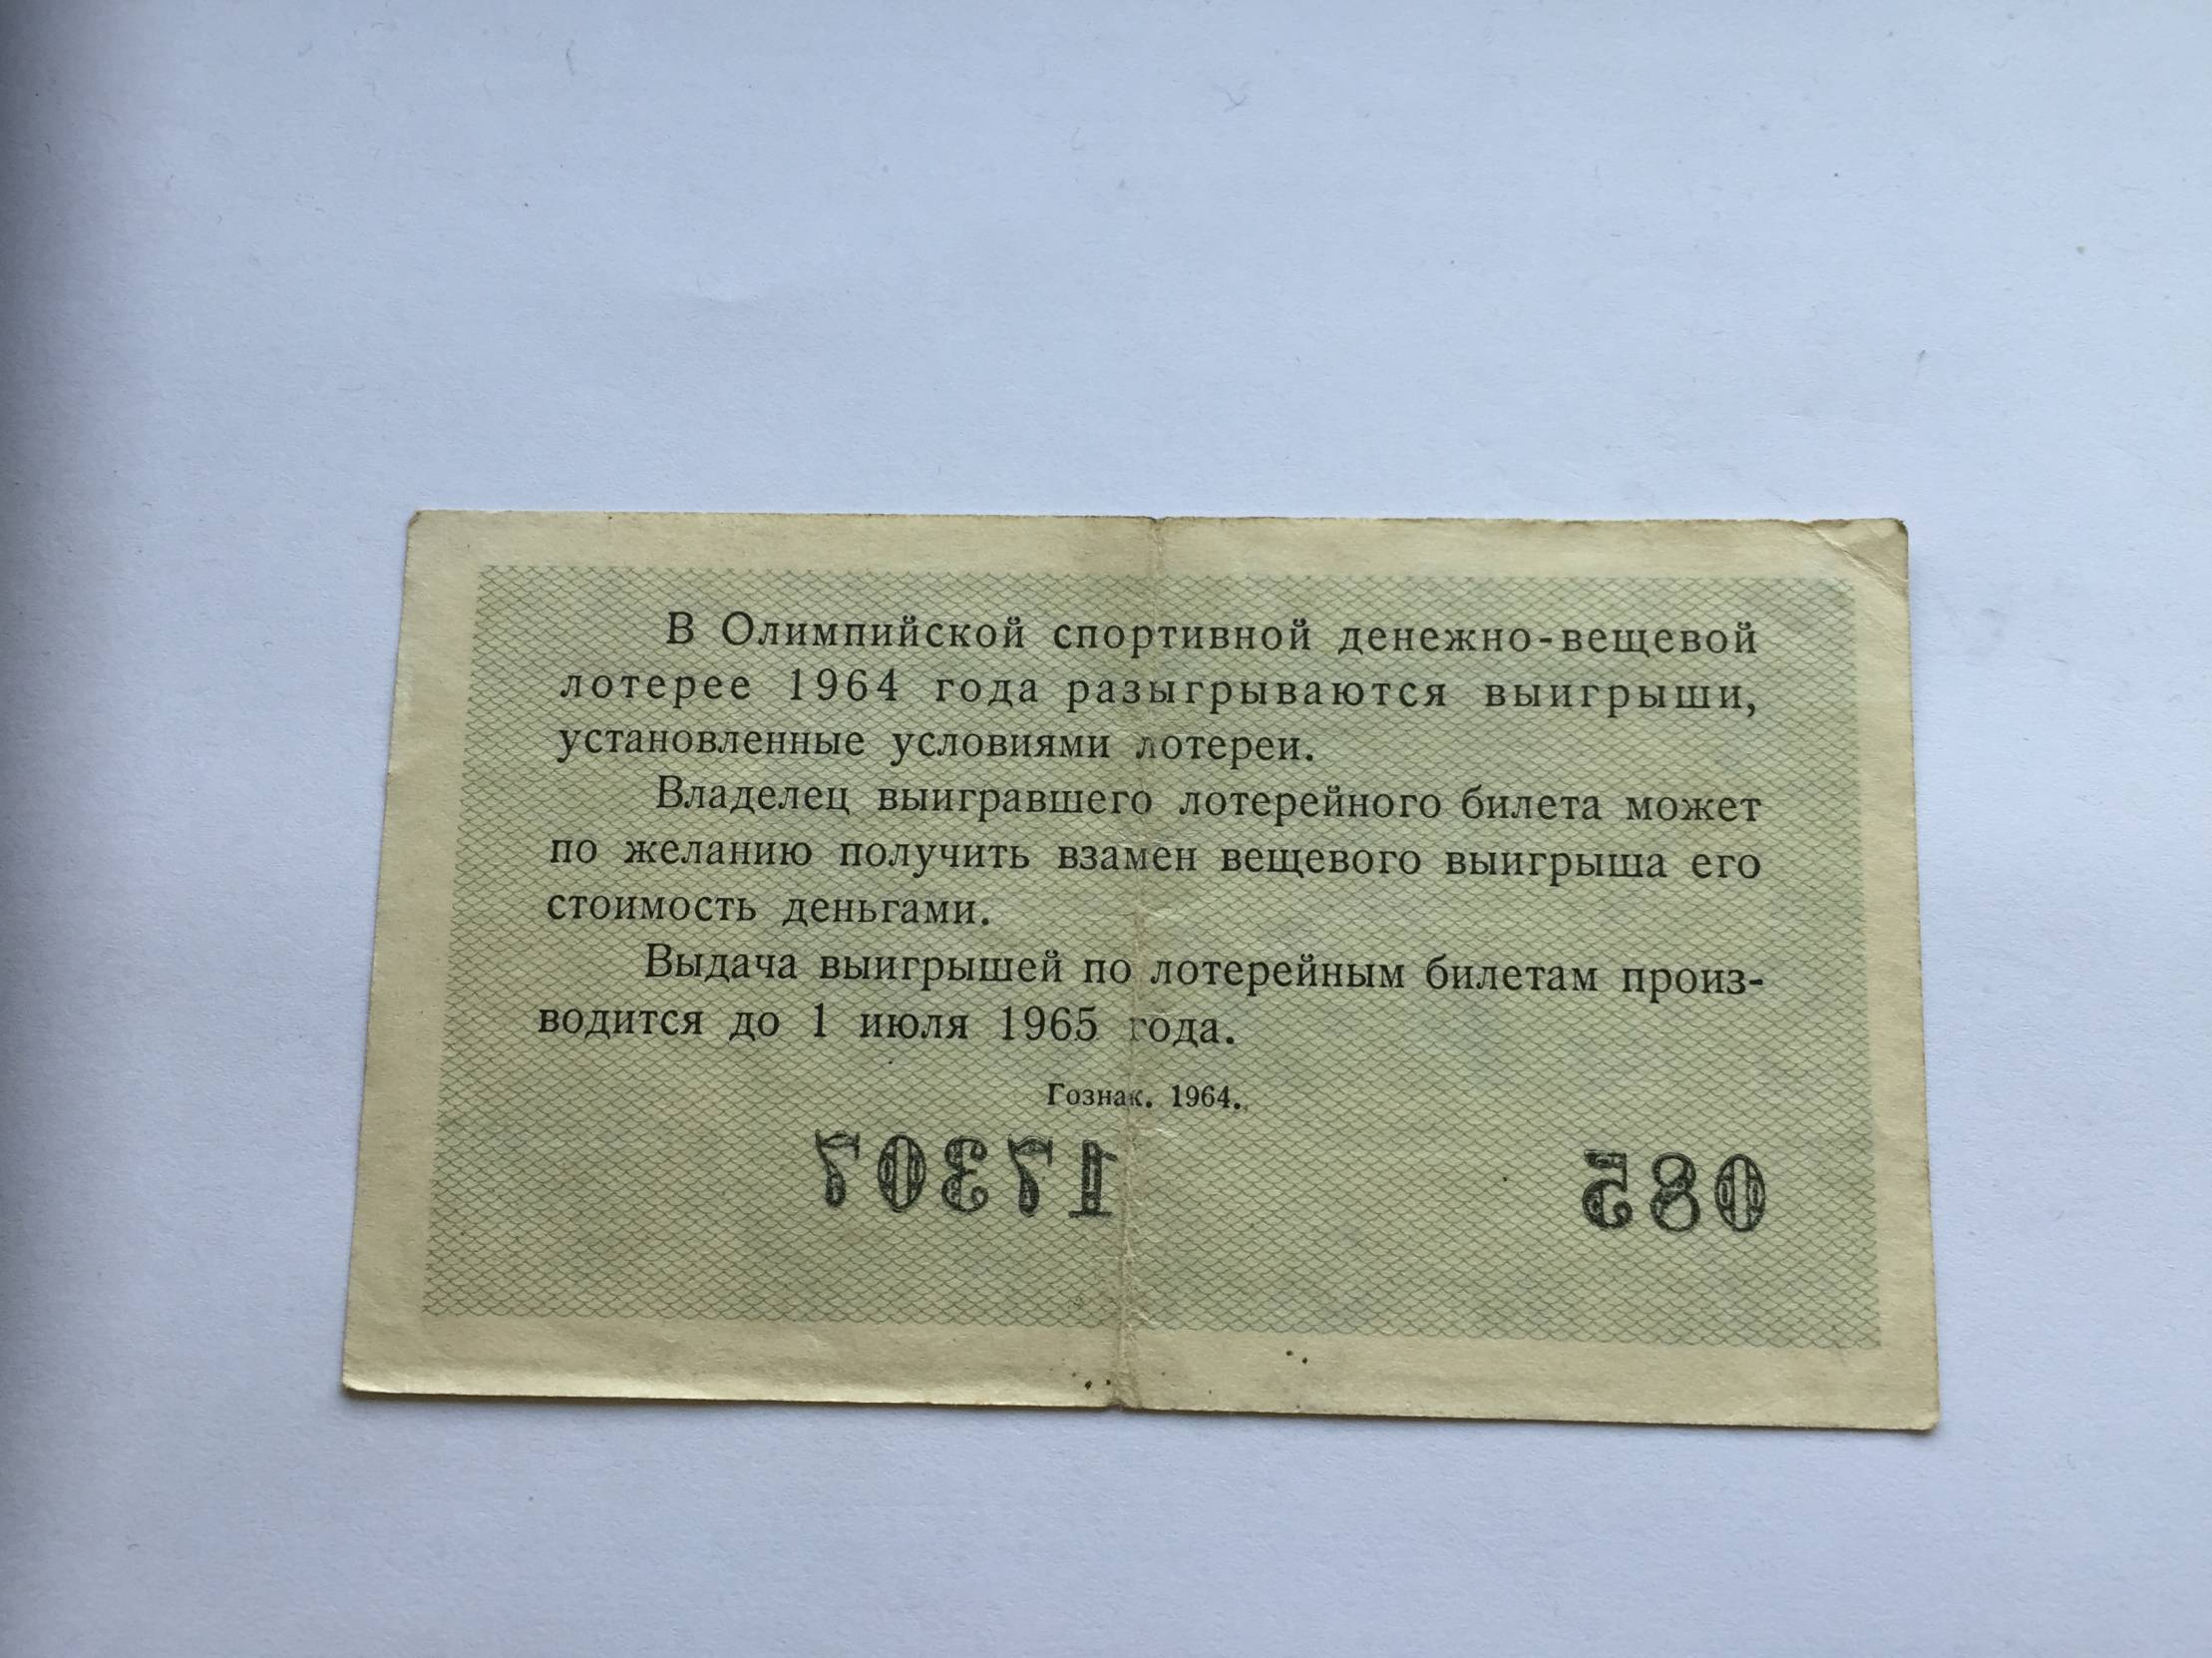 В Олимпийской спортивной денежно-вещевой
лотерее 1964 года разыгрываются выигрыши,
установленные условиями лотереи.
Владелец выигравшего лотерейного билета может
по желанию получить взамен вещевого выигрыша его
стоимость деньгами.
Выдача выигрышей по лотерейным билетам произ-
водится до 1 июля 1965 года.
Гознак. 1964.
17307 085